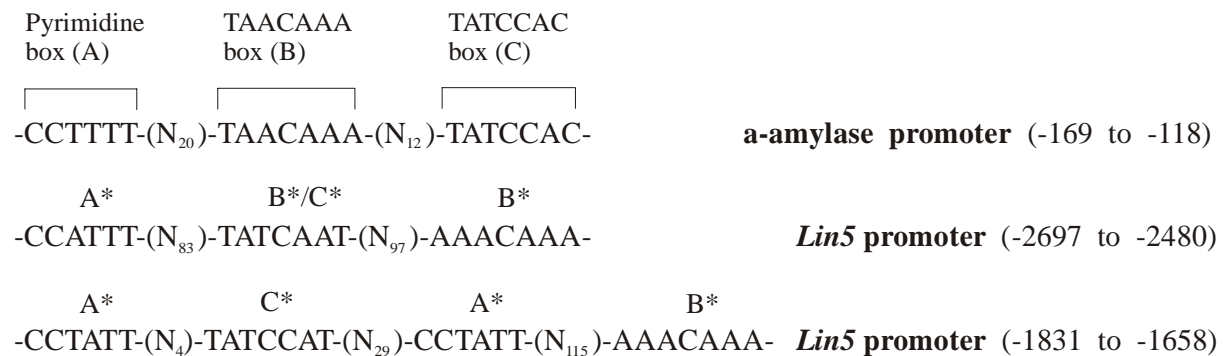 Pyrimidine TAACAAA TATCCAC
box (A) box (B) box (C)
-CCTTTT-(N₂₀)-TAACAAA-(N₁₂)-TATCCAC- a-amylase promoter (-169 to -118)
A* B*/C* B*
-CCATTT-(N₈₃)-TATCAAT-(N₉₇)-AAACAAA- Lin5 promoter (-2697 to -2480)
A* C* A* B*
-CCTATT-(N₄)-TATCCAT-(N₂₉)-CCTATT-(N₁₁₅)-AAACAAA- Lin5 promoter (-1831 to -1658)